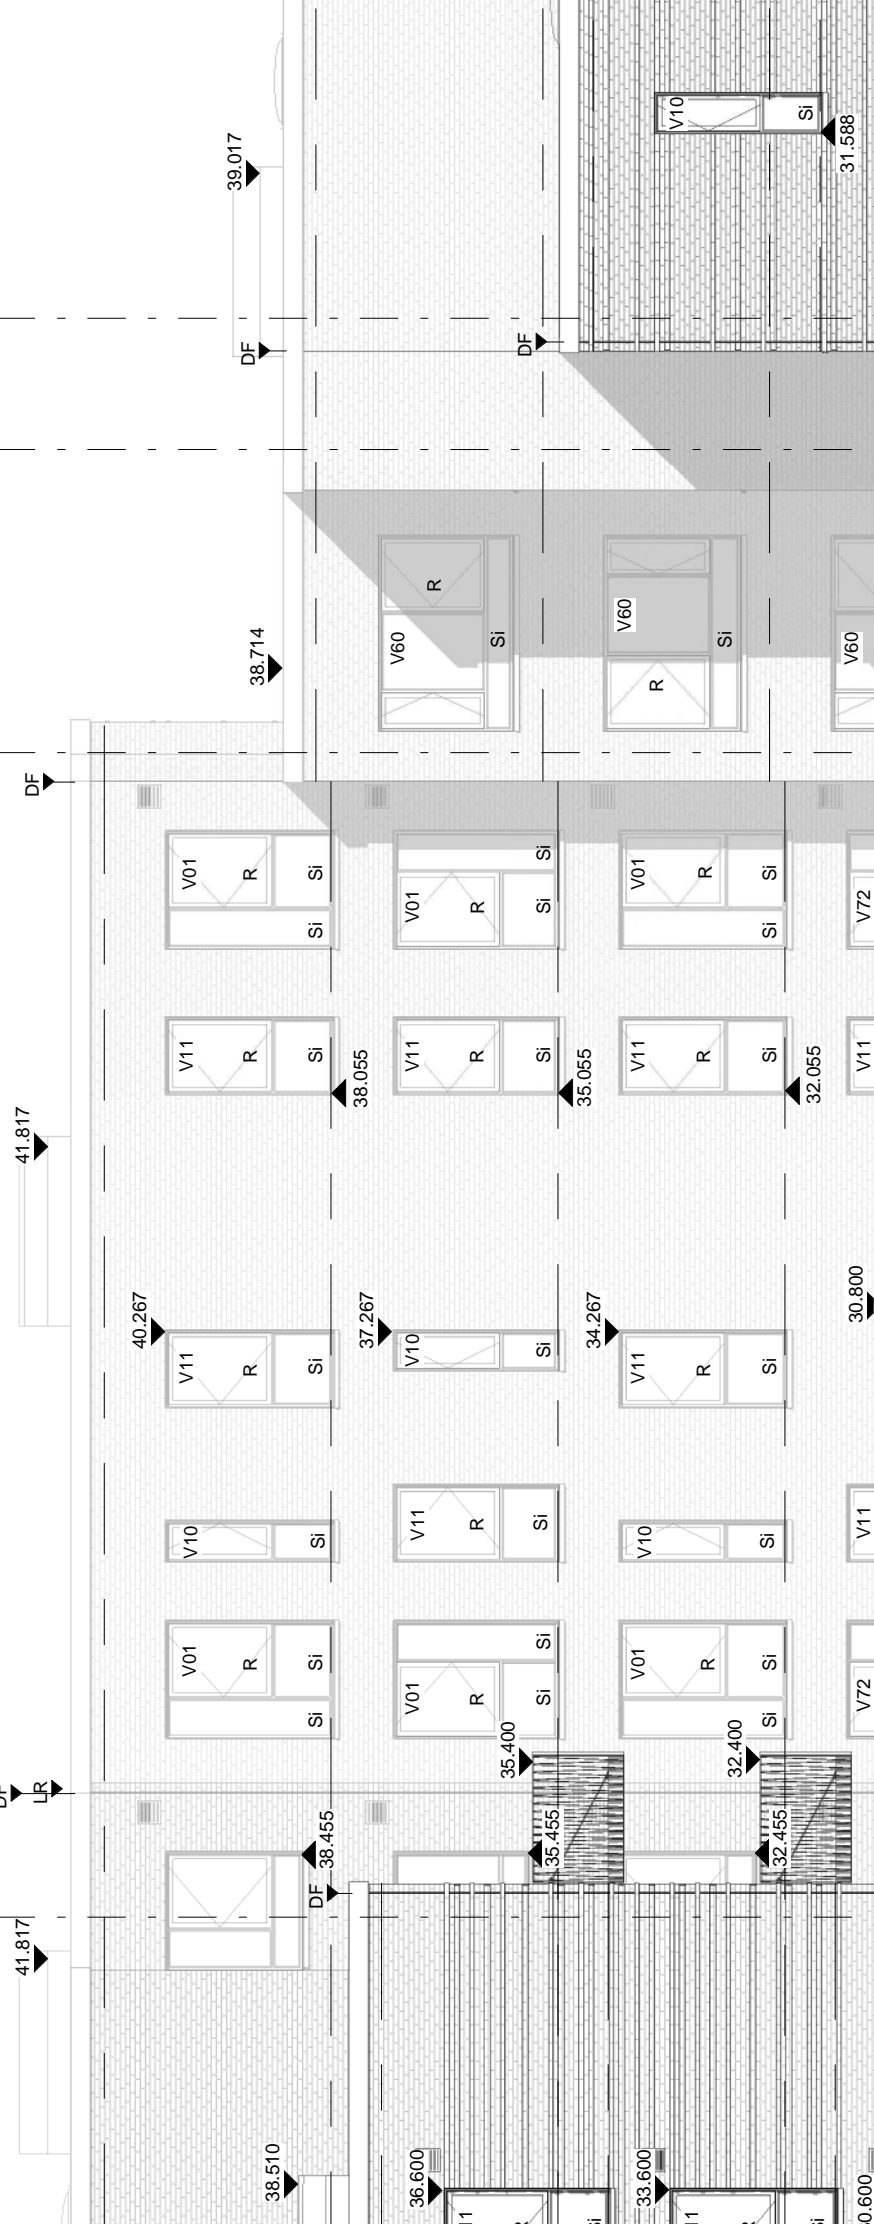 V10
Si
31.588
39.017
DF
DF
R
V60
Si
V60
R
Si
V60
38.714
DF
V01
R
Si
Si
V01
R
Si
Si
V01
R
Si
Si
V72
V11
R
Si
V11
R
Si
V11
R
Si
V11
38.055
35.055
32.055
41.817
40.267
37.267
34.267
30.800
V11
R
Si
V10
Si
V11
R
Si
V10
Si
V11
R
Si
V10
Si
V11
V01
R
Si
Si
V01
R
Si
Si
V01
R
Si
Si
V72
35.400
32.400
DF
LR
38.455
35.455
32.455
DF
41.817
38.510
36.600
33.600
R
Si
R
Si